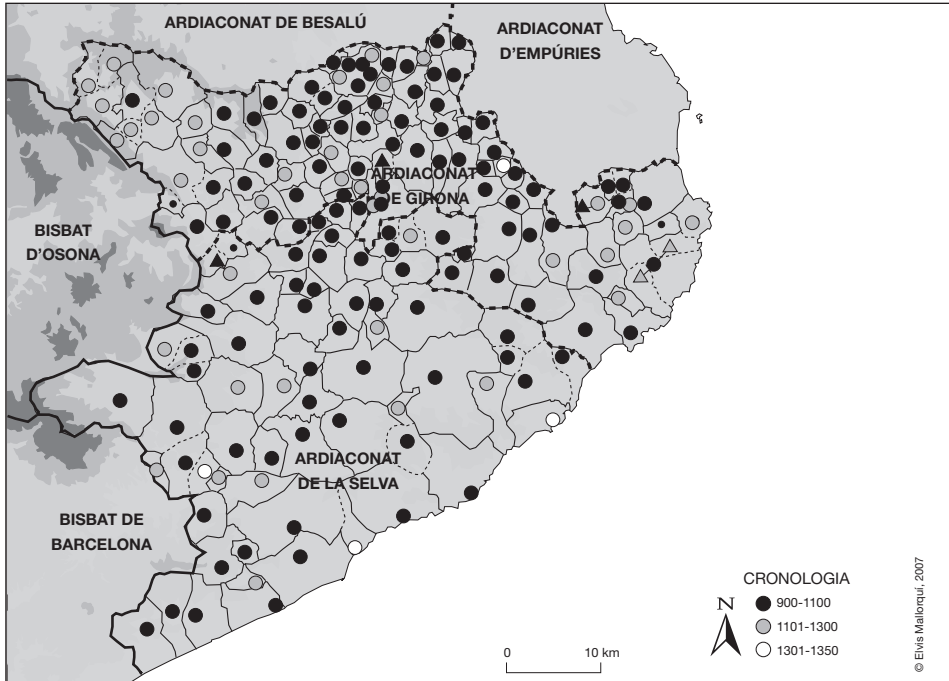 ARDIACONAT DE BESALÚ
ARDIACONAT
D'EMPÚRIES
ARDIACONAT
DE GIRONA
BISBAT
D'OSONA
ARDIACONAT
DE LA SELVA
BISBAT DE
BARCELONA
CRONOLOGIA
900-1100
1101-1300
1301-1350
N
0
10 km
© Elvis Mallorquí, 2007